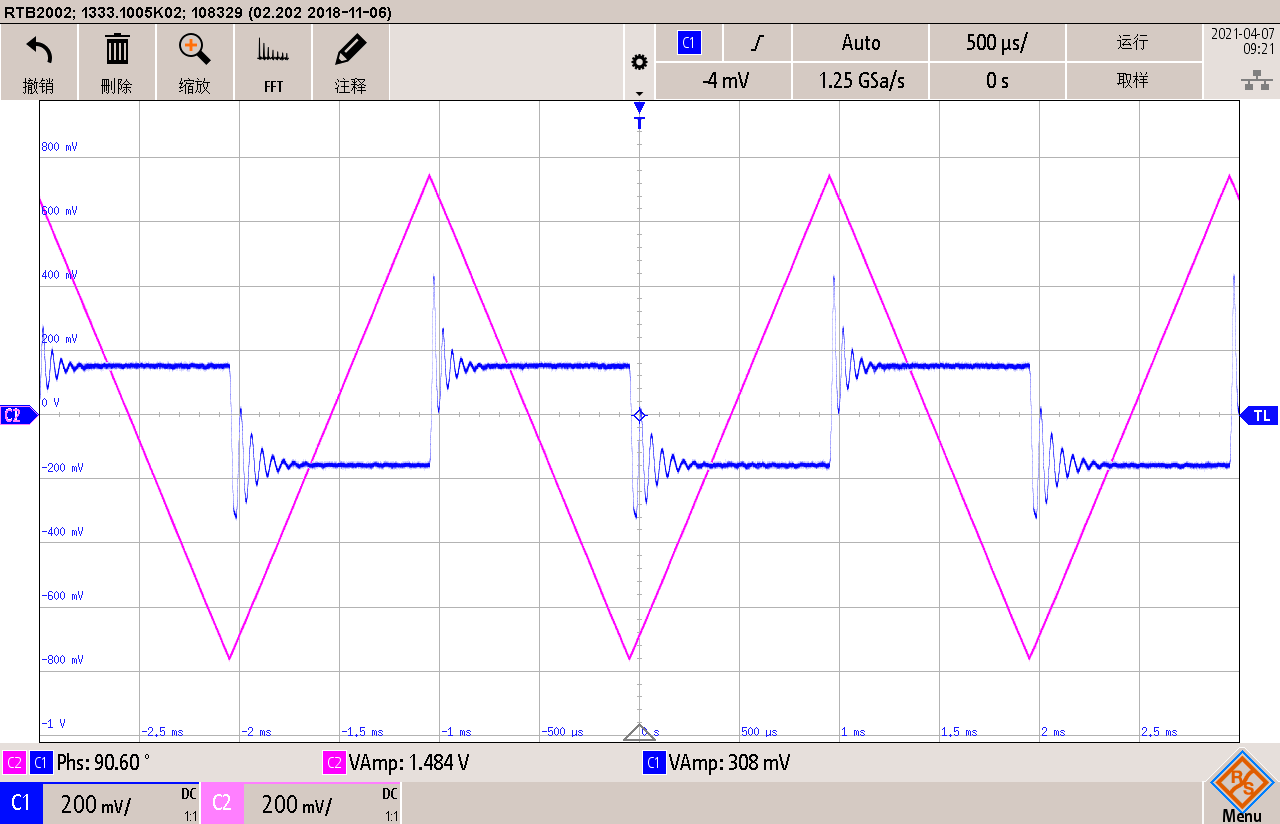 RTB2002; 1333.1005K02; 108329 (02.202 2018-11-06)
撤销
刪除
缩放
FFT
注释
C1
Auto
500 µs/
运行
-4 mV
1.25 GSa/s
0 s
取样
2021-04-07
09:21
T
800 mV
600 mV
400 mV
200 mV
0 V
-200 mV
-400 mV
-600 mV
-800 mV
-1 V
C2
TL
-2.5 ms
-2 ms
-1.5 ms
-1 ms
-500 µs
0 s
500 µs
1 ms
1.5 ms
2 ms
2.5 ms
C2 C1 Phs: 90.60 °
C2 VAmp: 1.484 V
C1 VAmp: 308 mV
C1 200 mV/ DC 1:1
C2 200 mV/ DC 1:1
R S
Menu